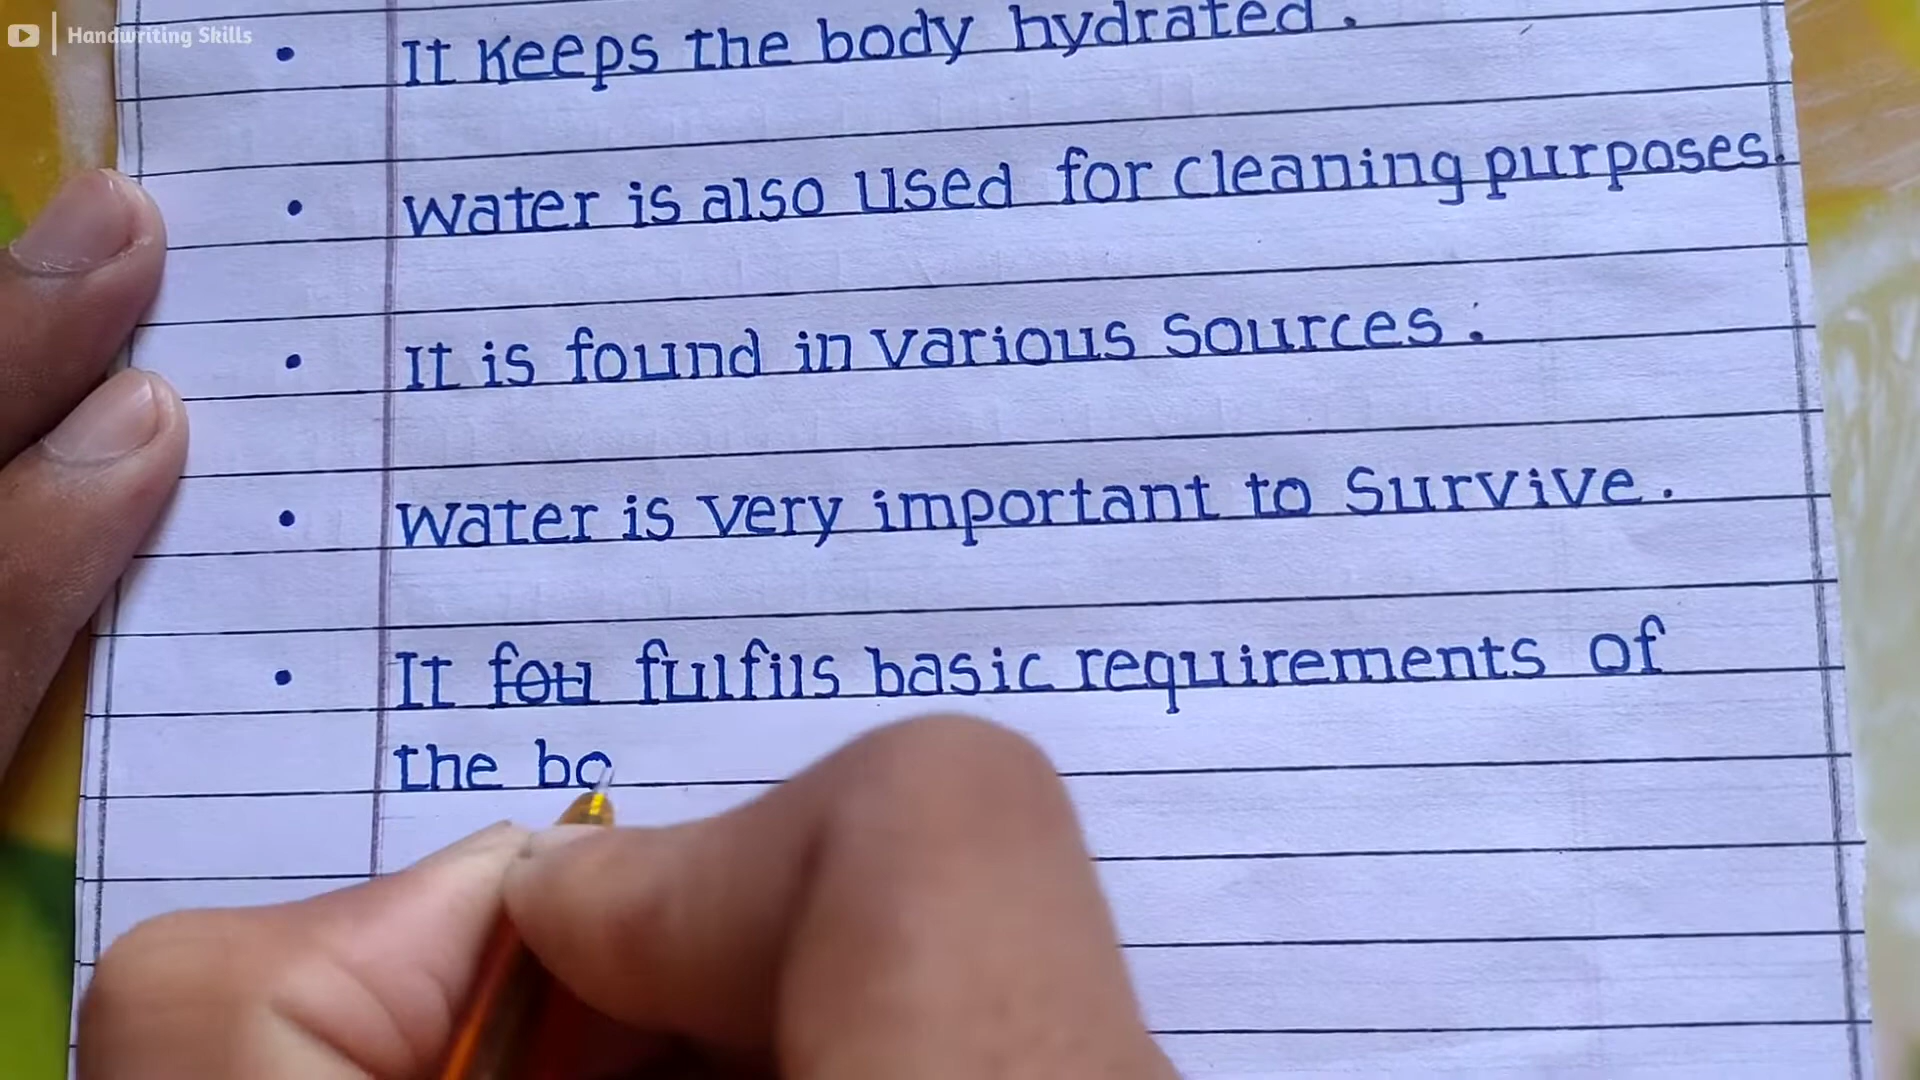 Handwriting Skills
• It keeps the body hydrated.
• Water is also used for cleaning purposes.
• It is found in various sources.
• Water is very important to survive.
• It fou fulfils basic requirements of
the bo